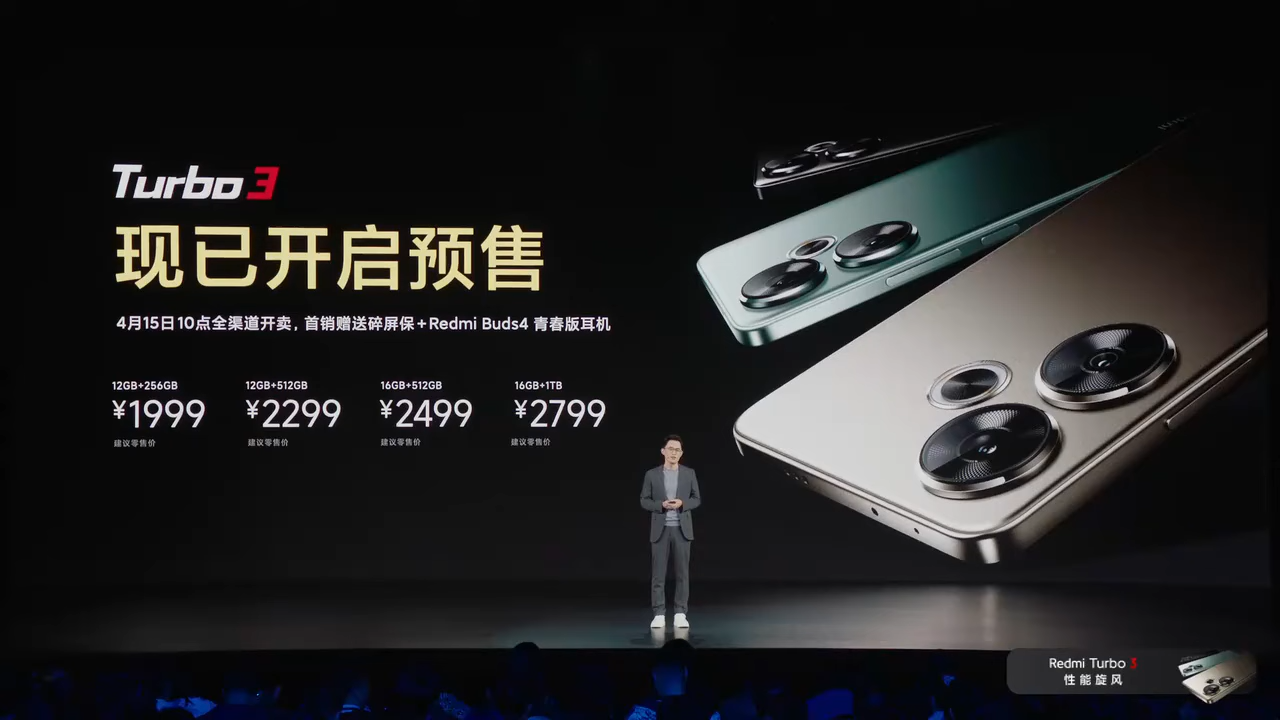 Turbo 3
现已开启预售
4月15日10点全渠道开卖，首销赠送碎屏保+Redmi Buds4 青春版耳机
12GB+256GB
¥1999
建议零售价
12GB+512GB
¥2299
建议零售价
16GB+512GB
¥2499
建议零售价
16GB+1TB
¥2799
建议零售价
Redmi Turbo 3
性能旋风